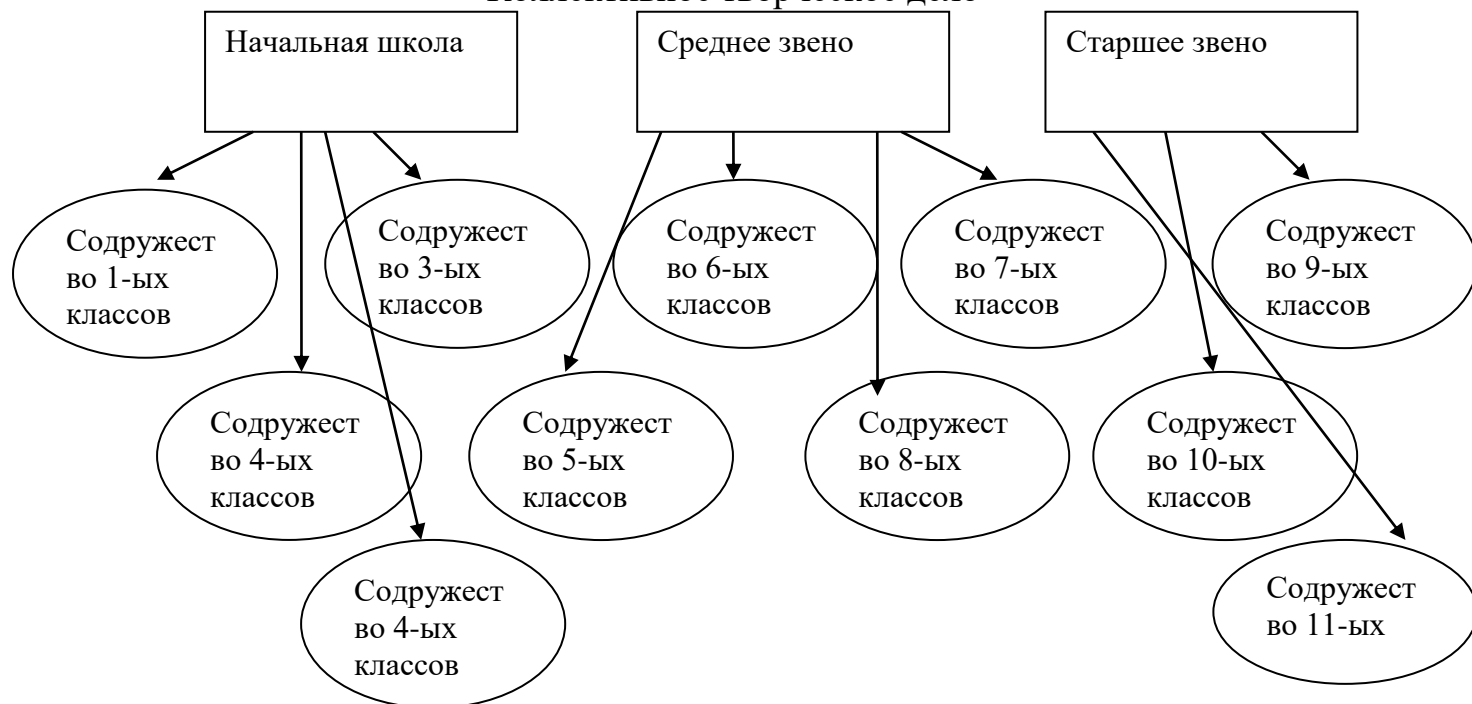 Начальная школа
Среднее звено
Старшее звено
Содружест
во 1-ых
классов
Содружест
во 3-ых
классов
Содружест
во 6-ых
классов
Содружест
во 7-ых
классов
Содружест
во 9-ых
классов
Содружест
во 4-ых
классов
Содружест
во 5-ых
классов
Содружест
во 8-ых
классов
Содружест
во 10-ых
классов
Содружест
во 4-ых
классов
Содружест
во 11-ых